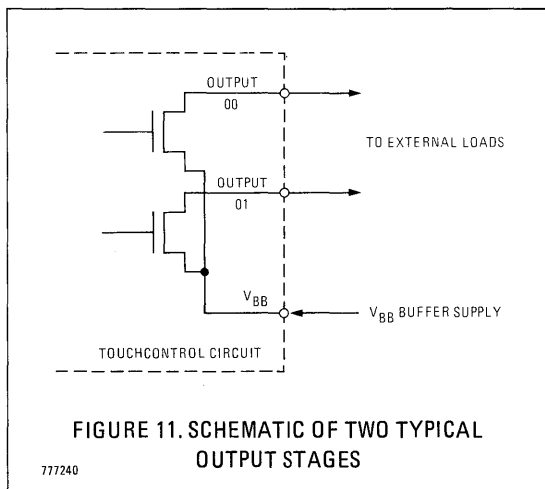 OUTPUT
00
TO EXTERNAL LOADS
OUTPUT
01
VBB
VBB BUFFER SUPPLY
TOUCHCONTROL CIRCUIT
FIGURE 11. SCHEMATIC OF TWO TYPICAL
OUTPUT STAGES
777240